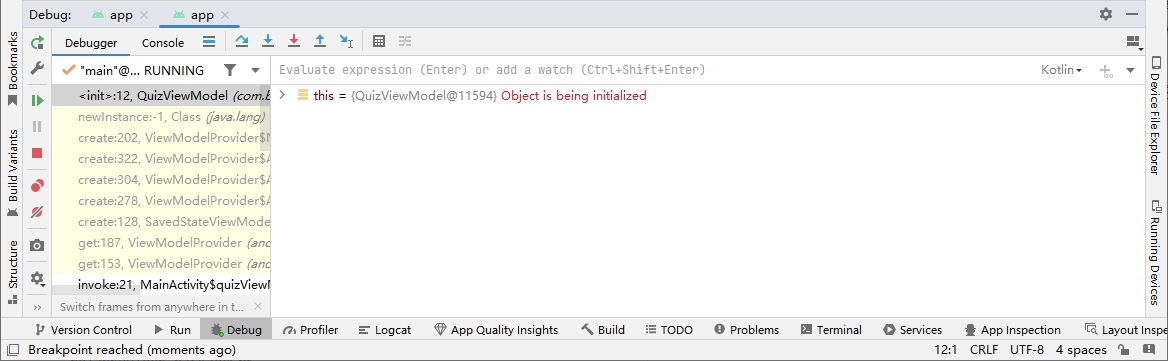 Debug: app app
Debugger Console
"main"@... RUNNING
Evaluate expression (Enter) or add a watch (Ctrl+Shift+Enter)
Kotlin
<init>:12, QuizViewModel (com.b
this = {QuizViewModel@11594} Object is being initialized
newInstance:-1, Class (java.lang)
create:202, ViewModelProvider$N
create:322, ViewModelProvider$A
create:304, ViewModelProvider$A
create:278, ViewModelProvider$A
create:128, SavedStateViewMode
get:187, ViewModelProvider (and
get:153, ViewModelProvider (and
invoke:21, MainActivity$quizViewM
Switch frames from anywhere in t...
Bookmarks
Build Variants
Structure
Device File Explorer
Running Devices
Version Control Run Debug Profiler Logcat App Quality Insights Build TODO Problems Terminal Services App Inspection Layout Inspe
Breakpoint reached (moments ago)
12:1 CRLF UTF-8 4 spaces